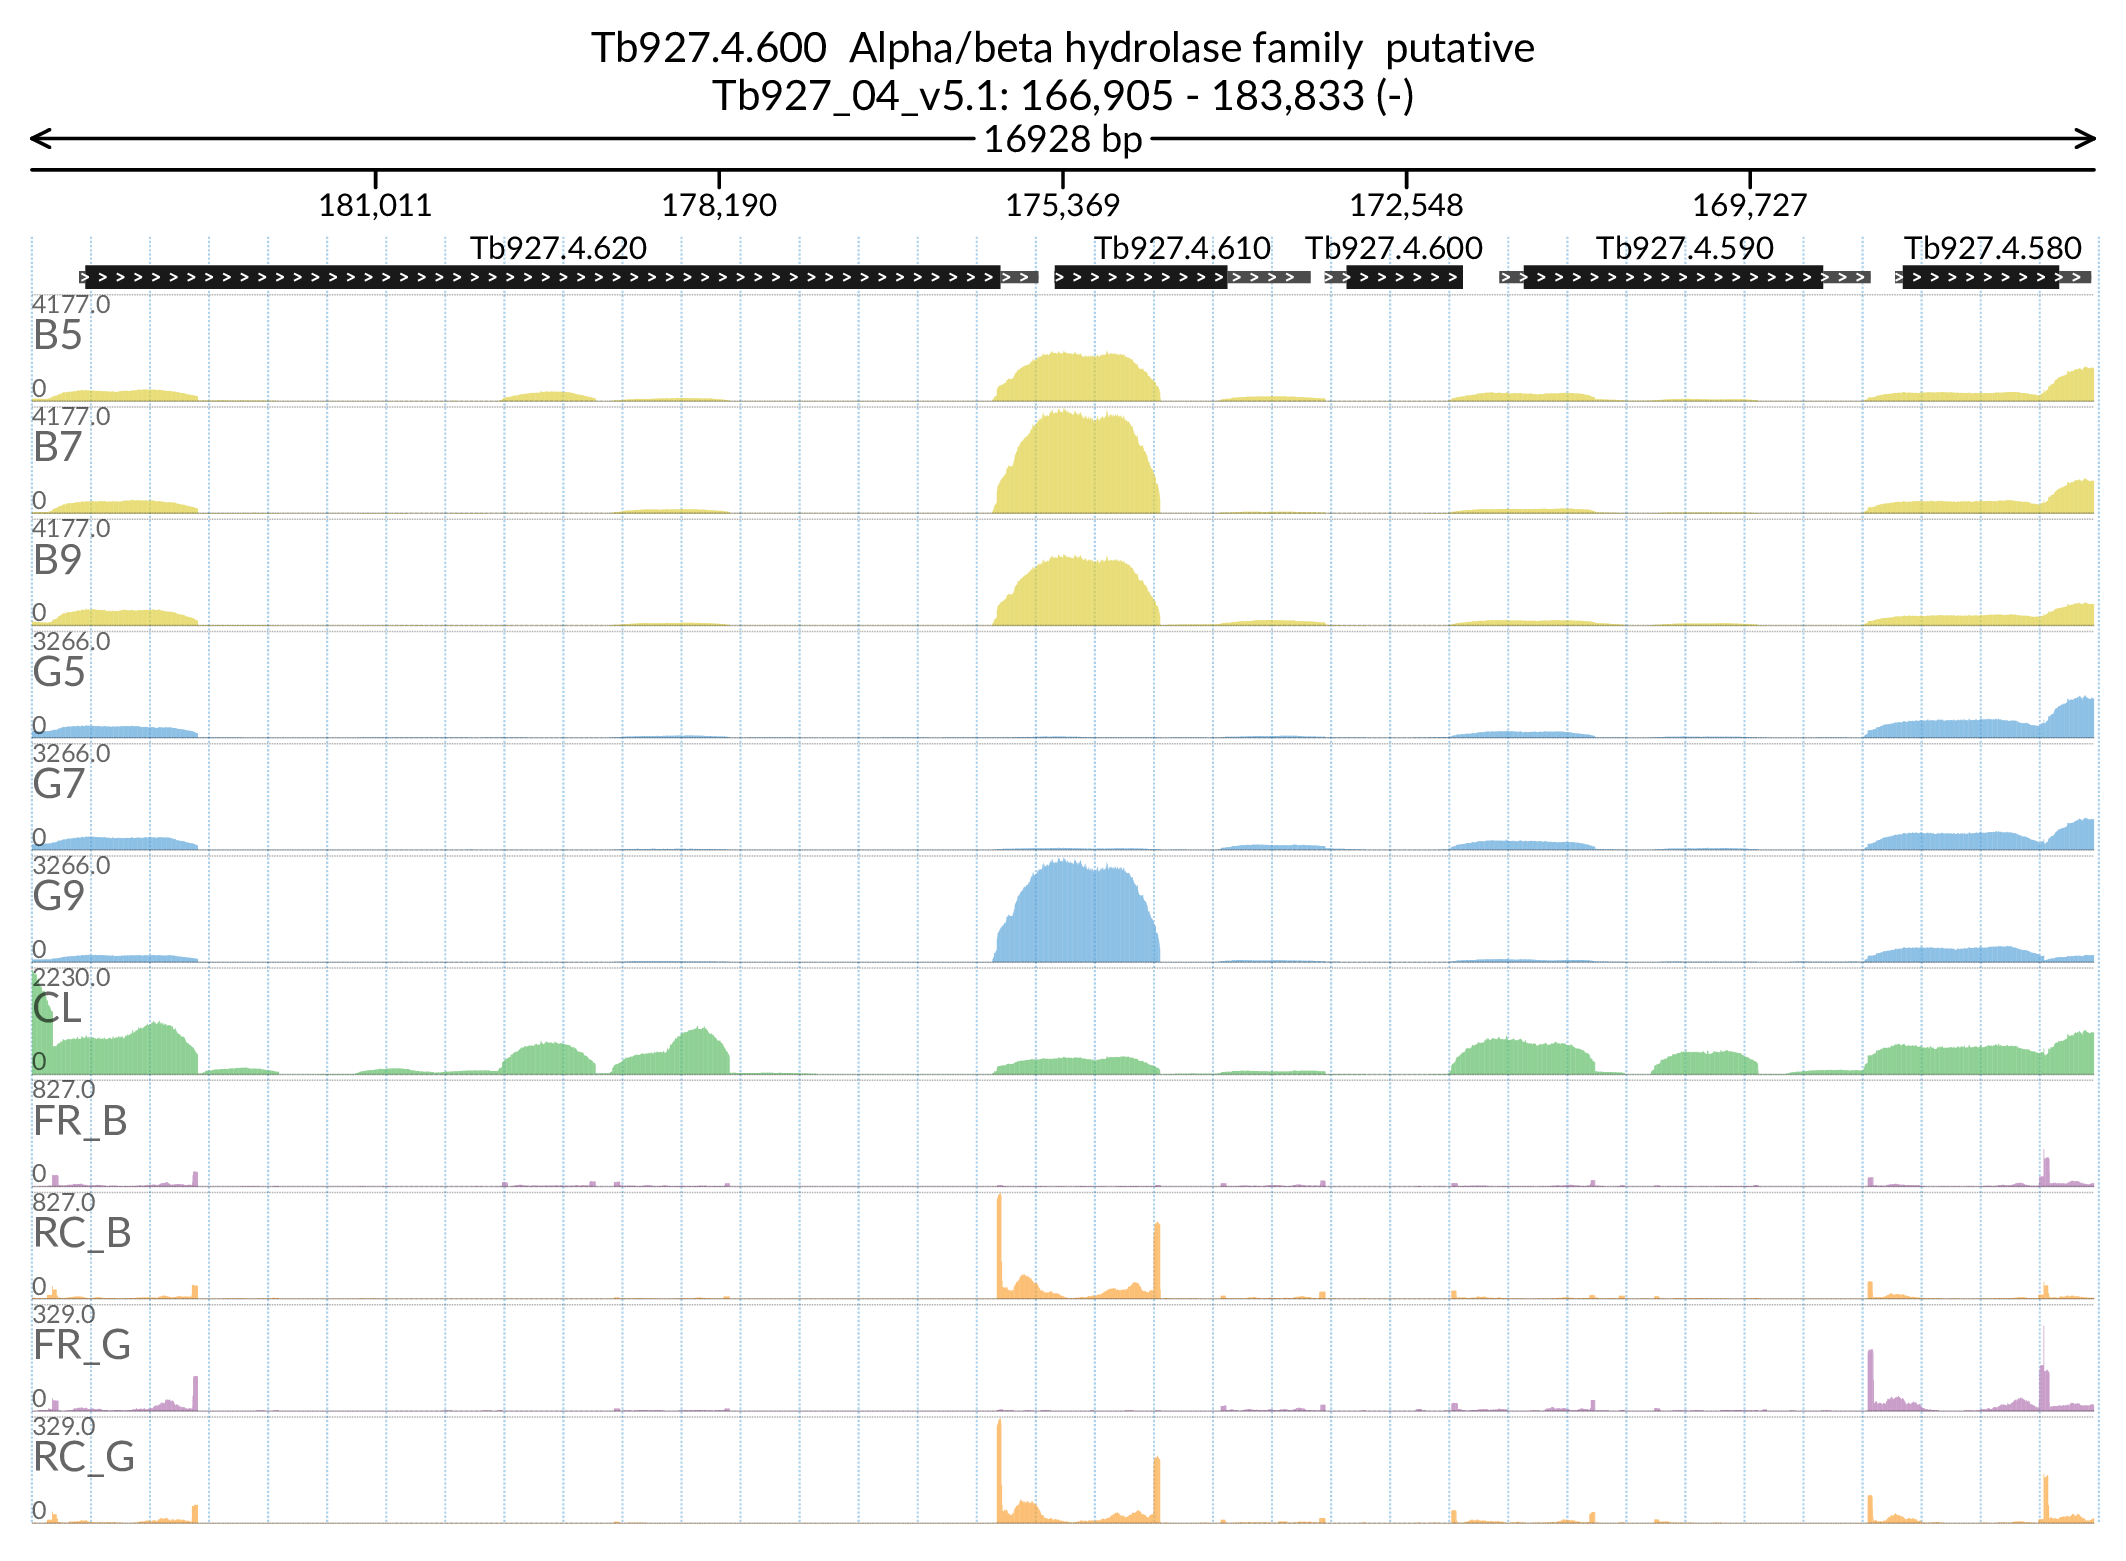 Tb927.4.600  Alpha/beta hydrolase family  putative
Tb927_04_v5.1: 166,905 - 183,833 (-)
16928 bp
181,011 178,190 175,369 172,548 169,727
Tb927.4.620 Tb927.4.610 Tb927.4.600 Tb927.4.590 Tb927.4.580
4177.0
B5
0
4177.0
B7
0
4177.0
B9
0
3266.0
G5
0
3266.0
G7
0
3266.0
G9
0
2230.0
CL
0
827.0
FR_B
0
827.0
RC_B
0
329.0
FR_G
0
329.0
RC_G
0